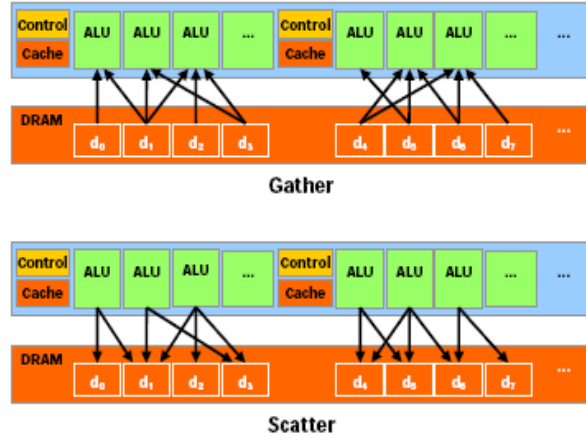 Control ALU ALU ALU ... Control ALU ALU ALU ... ...
Cache Cache
DRAM ...
d₀ d₁ d₂ d₃ d₄ d₅ d₆ d₇
Gather
Control ALU ALU ALU ... Control ALU ALU ALU ... ...
Cache Cache
DRAM ...
d₀ d₁ d₂ d₃ d₄ d₅ d₆ d₇
Scatter